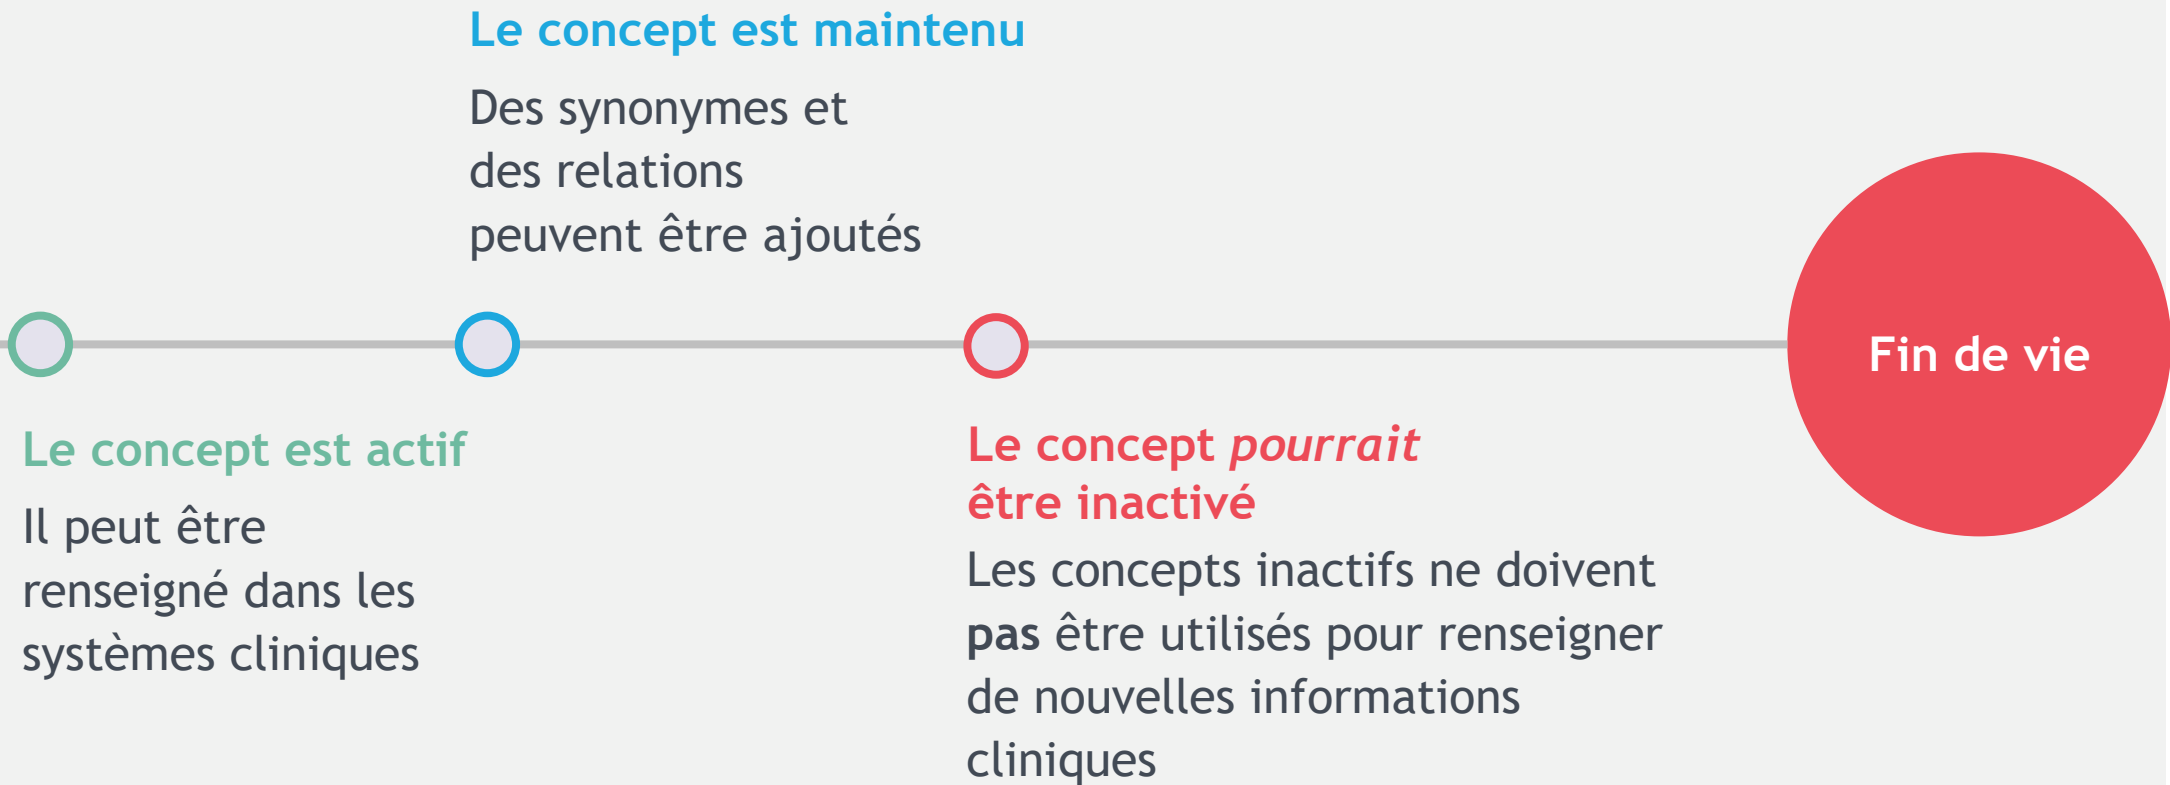 Le concept est maintenu
Des synonymes et
des relations
peuvent être ajoutés
Fin de vie
Le concept est actif
Il peut être
renseigné dans les
systèmes cliniques
Le concept pourrait
être inactivé
Les concepts inactifs ne doivent
pas être utilisés pour renseigner
de nouvelles informations
cliniques